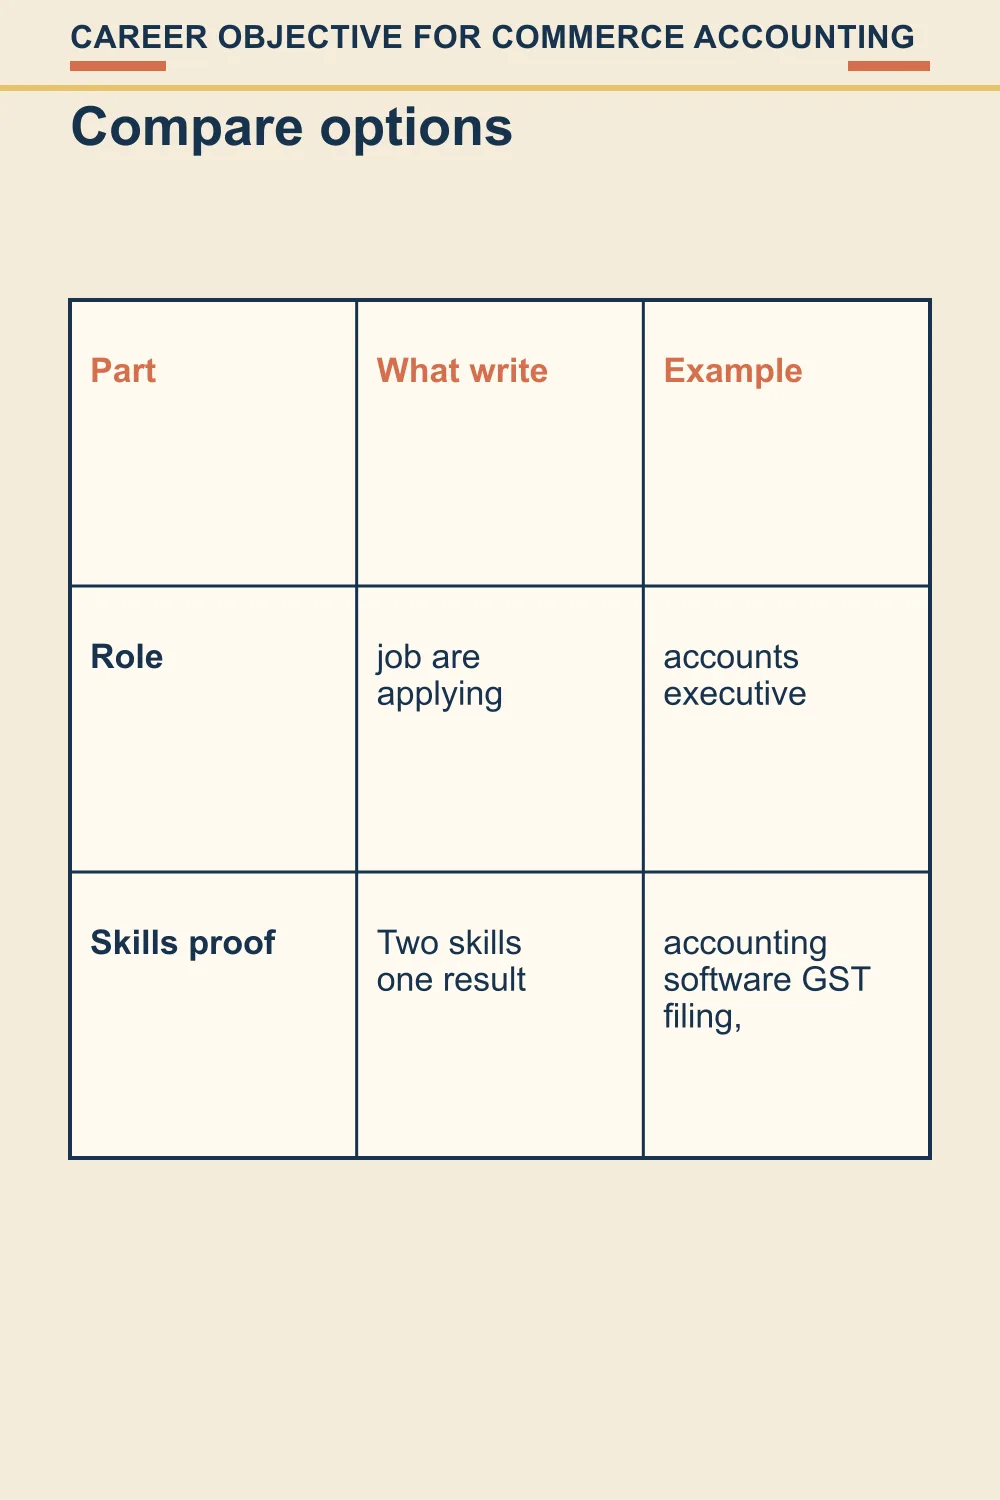 CAREER OBJECTIVE FOR COMMERCE ACCOUNTING
Compare options
Part
What write
Example
Role
job are
applying
accounts
executive
Skills proof
Two skills
one result
accounting
software GST
filing,